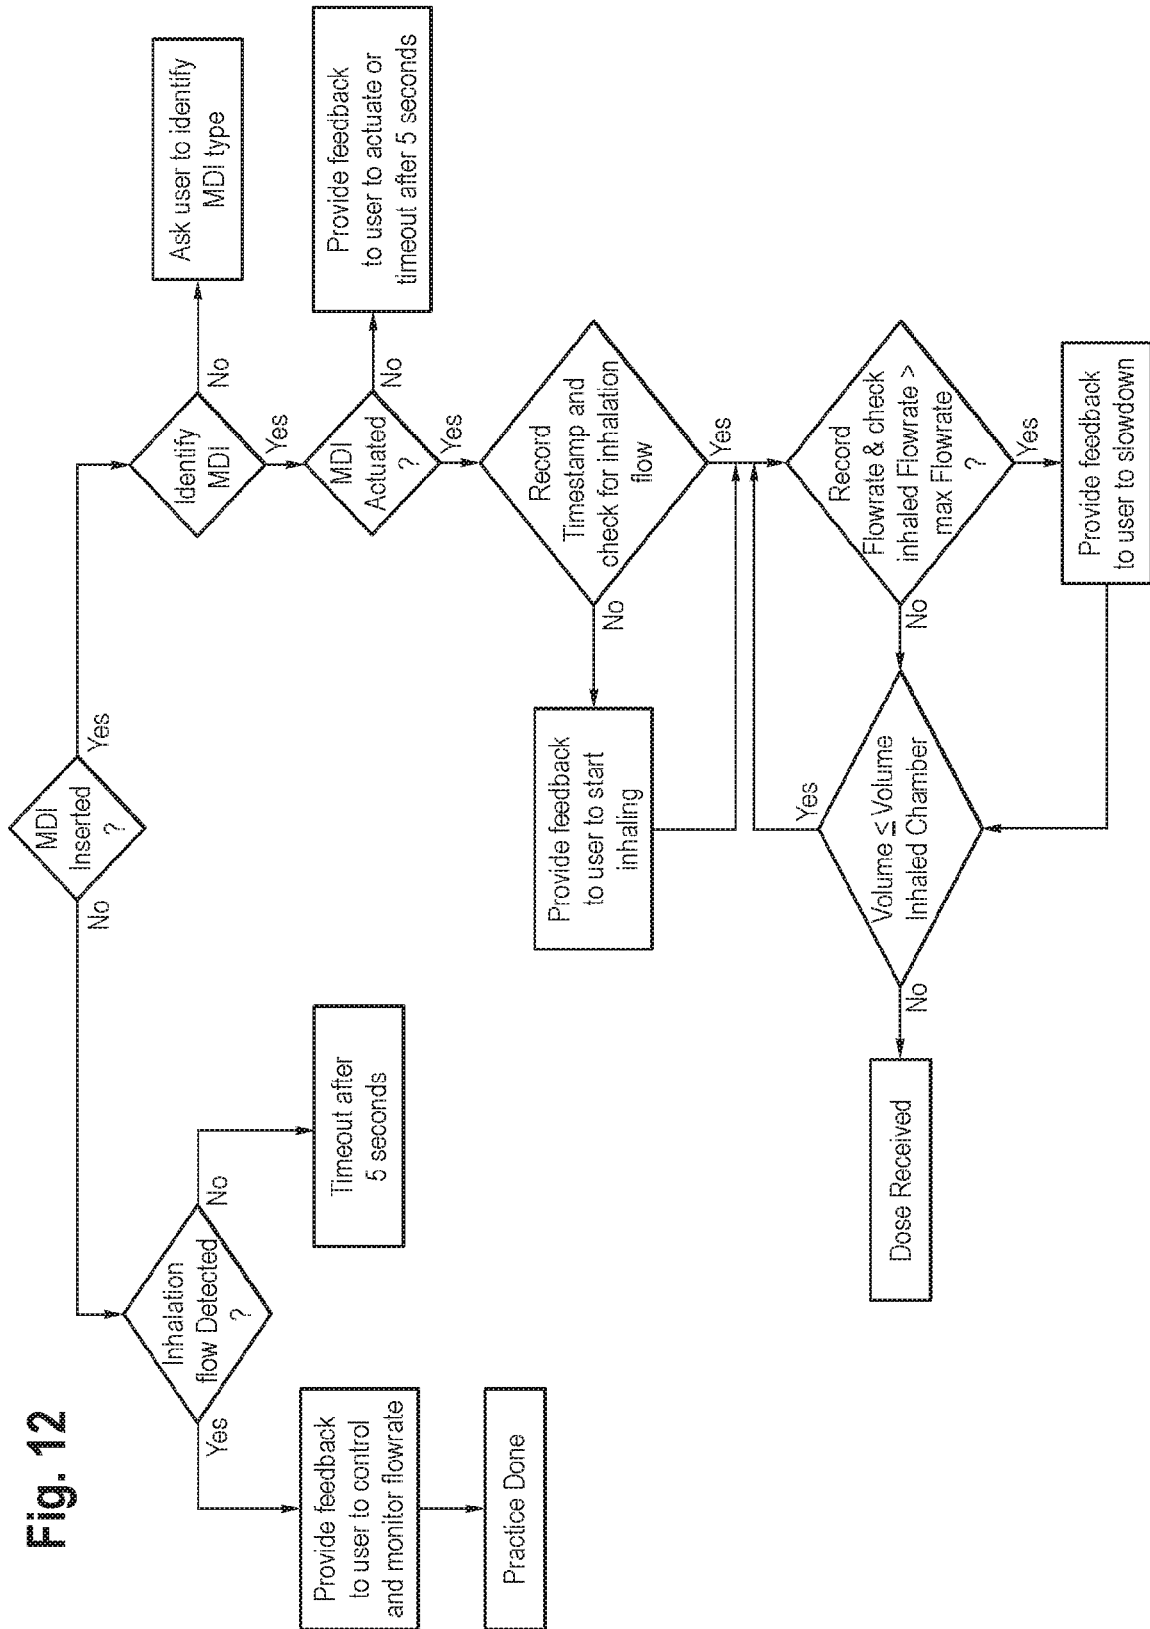 Fig. 12
MDI
Inserted
?
No
Yes
Inhalation
flow Detected
?
Yes
No
Provide feedback
to user to control
and monitor flowrate
Practice Done
Timeout after
5 seconds
Identify
MDI
No
Yes
Ask user to identify
MDI type
MDI
Actuated
?
No
Yes
Provide feedback
to user to actuate or
timeout after 5 seconds
Record
Timestamp and
check for inhalation
flow
No
Yes
Provide feedback
to user to start
inhaling
Record
Flowrate & check
inhaled Flowrate >
max Flowrate
?
No
Yes
Provide feedback
to user to slowdown
Volume ≤ Volume
Inhaled Chamber
Yes
No
Dose Received